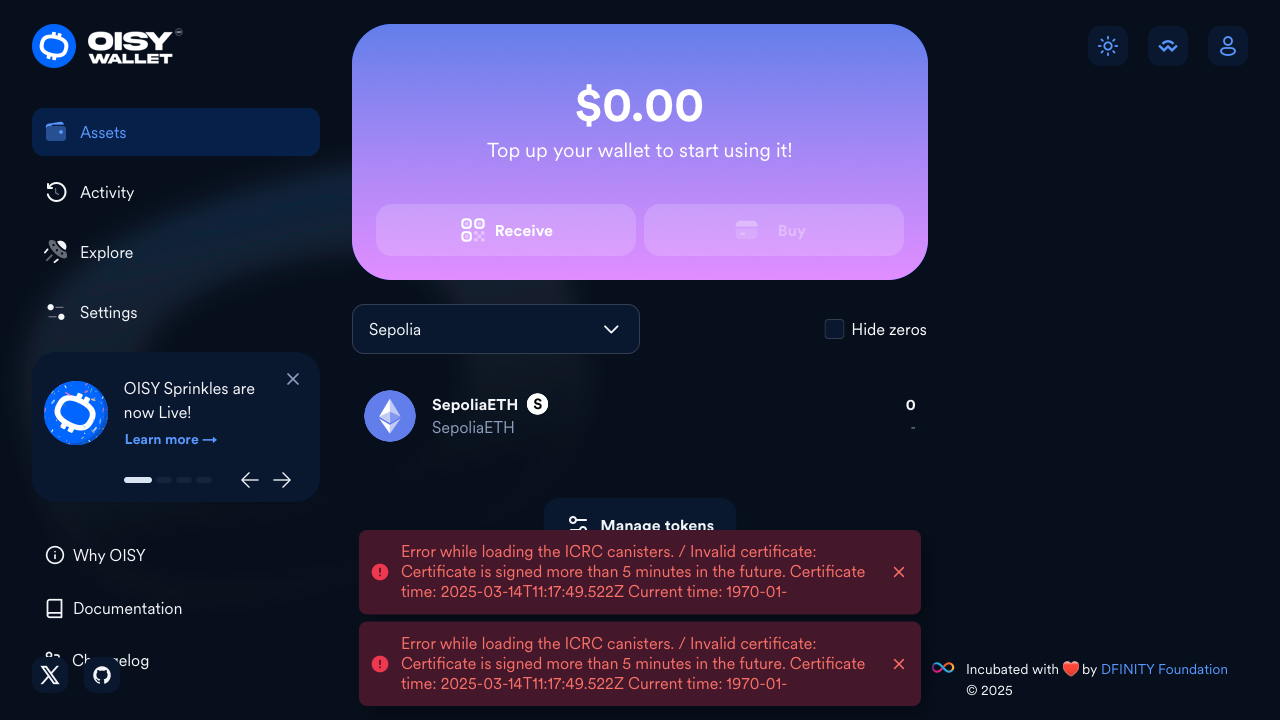 OISY
WALLET
Assets
Activity
Explore
Settings
OISY Sprinkles are
now Live!
Learn more →
Why OISY
Documentation
$0.00
Top up your wallet to start using it!
Receive
Buy
Sepolia
Hide zeros
SepoliaETH S
0
SepoliaETH
-
Manage tokens
Error while loading the ICRC canisters. / Invalid certificate:
Certificate is signed more than 5 minutes in the future. Certificate
time: 2025-03-14T11:17:49.522Z Current time: 1970-01-
Error while loading the ICRC canisters. / Invalid certificate:
Certificate is signed more than 5 minutes in the future. Certificate
time: 2025-03-14T11:17:49.522Z Current time: 1970-01-
Incubated with ❤️ by DFINITY Foundation
© 2025